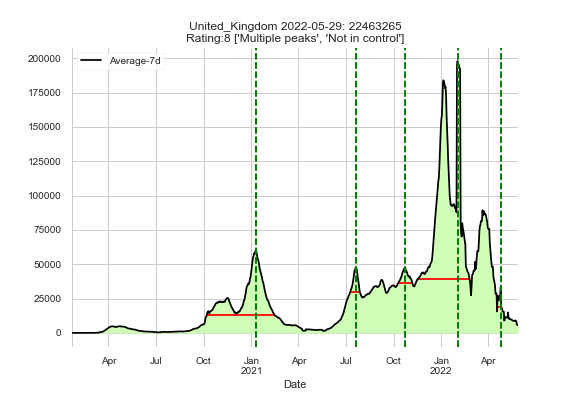 United_Kingdom 2022-05-29: 22463265
Rating:8 ['Multiple peaks', 'Not in control']
Average-7d
200000
175000
150000
125000
100000
75000
50000
25000
0
Apr Jul Oct Jan Apr Jul Oct Jan Apr
2021 2022
Date